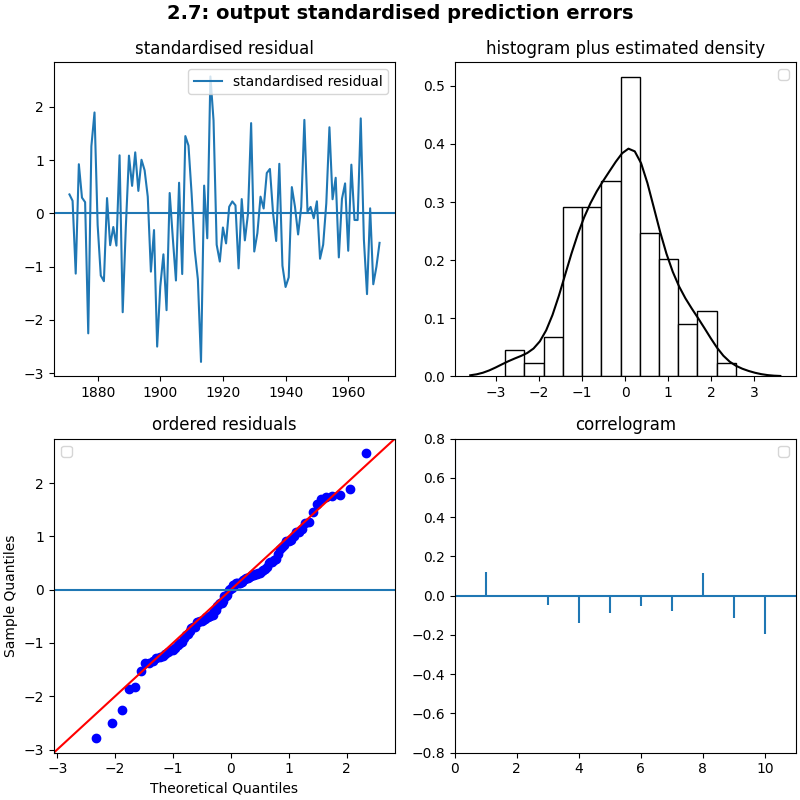 2.7: output standardised prediction errors
standardised residual
standardised residual
2
1
0
−1
−2
−3
1880 1900 1920 1940 1960
histogram plus estimated density
0.5
0.4
0.3
0.2
0.1
0.0
−3 −2 −1 0 1 2 3
ordered residuals
Sample Quantiles
2
1
0
−1
−2
−3
−3 −2 −1 0 1 2
Theoretical Quantiles
correlogram
0.8
0.6
0.4
0.2
0.0
−0.2
−0.4
−0.6
−0.8
0 2 4 6 8 10